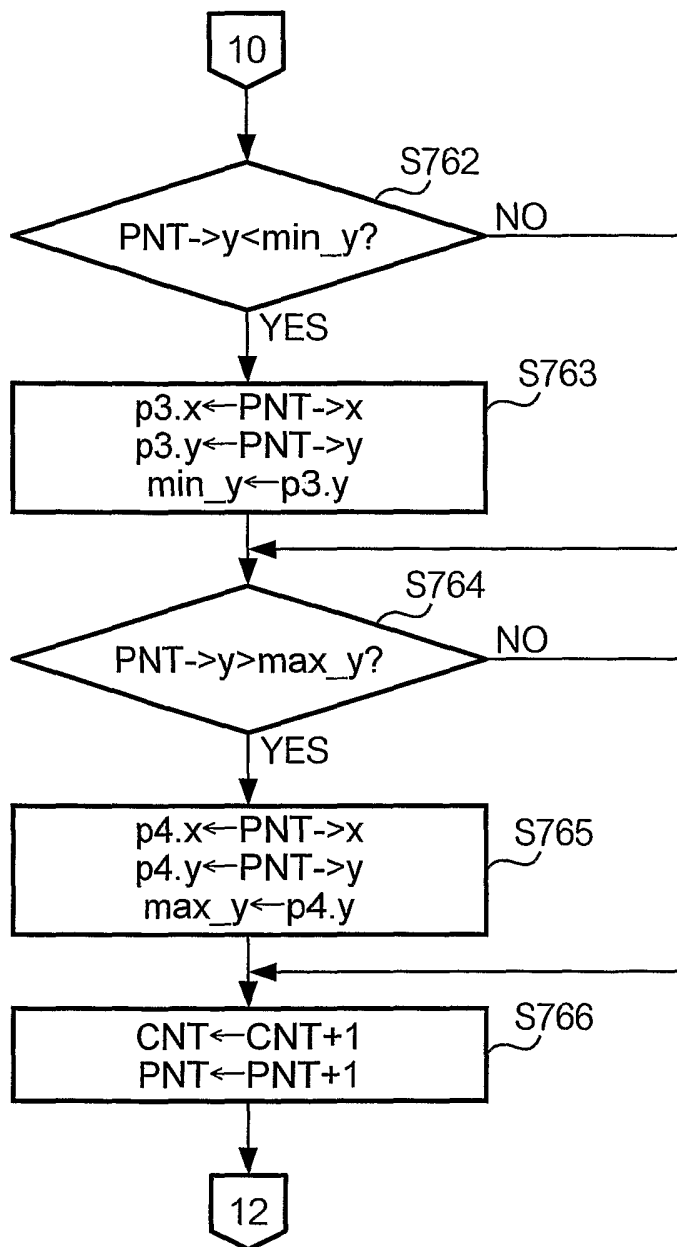 10
S762
PNT->y<min_y?
NO
YES
S763
p3.x←PNT->x
p3.y←PNT->y
min_y←p3.y
S764
PNT->y>max_y?
NO
YES
S765
p4.x←PNT->x
p4.y←PNT->y
max_y←p4.y
S766
CNT←CNT+1
PNT←PNT+1
12